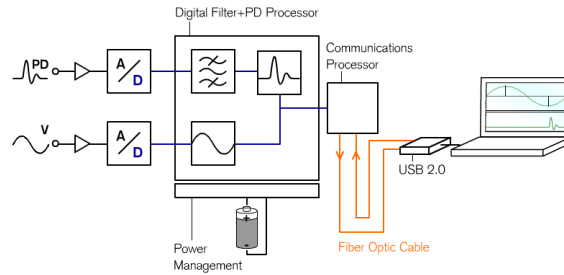 Digital Filter+PD Processor
Communications
Processor
PD
A
D
V
A
D
USB 2.0
Power
Management
Fiber Optic Cable